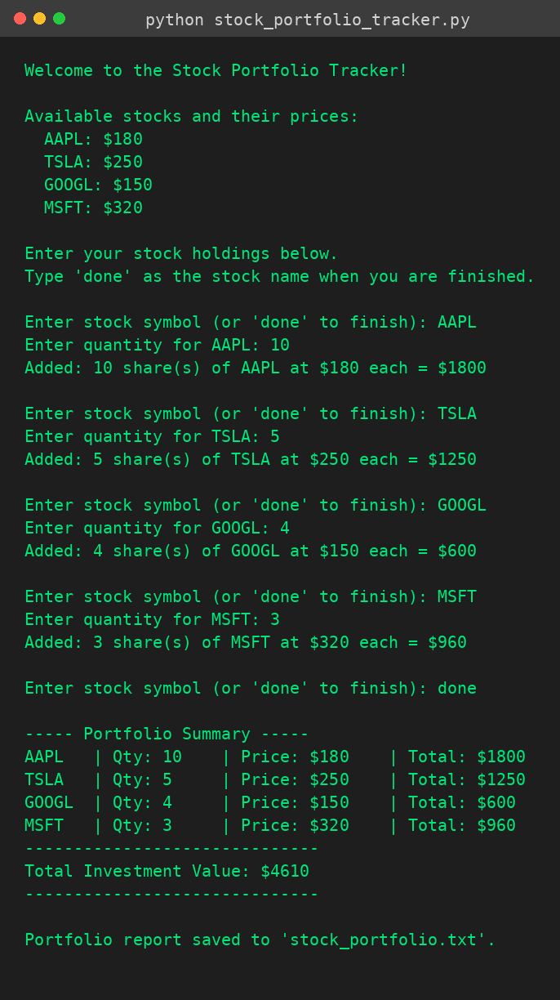 python stock_portfolio_tracker.py
Welcome to the Stock Portfolio Tracker!
Available stocks and their prices:
  AAPL: $180
  TSLA: $250
  GOOGL: $150
  MSFT: $320
Enter your stock holdings below.
Type 'done' as the stock name when you are finished.
Enter stock symbol (or 'done' to finish): AAPL
Enter quantity for AAPL: 10
Added: 10 share(s) of AAPL at $180 each = $1800
Enter stock symbol (or 'done' to finish): TSLA
Enter quantity for TSLA: 5
Added: 5 share(s) of TSLA at $250 each = $1250
Enter stock symbol (or 'done' to finish): GOOGL
Enter quantity for GOOGL: 4
Added: 4 share(s) of GOOGL at $150 each = $600
Enter stock symbol (or 'done' to finish): MSFT
Enter quantity for MSFT: 3
Added: 3 share(s) of MSFT at $320 each = $960
Enter stock symbol (or 'done' to finish): done
----- Portfolio Summary -----
AAPL   | Qty: 10    | Price: $180    | Total: $1800
TSLA   | Qty: 5     | Price: $250    | Total: $1250
GOOGL  | Qty: 4     | Price: $150    | Total: $600
MSFT   | Qty: 3     | Price: $320    | Total: $960
------------------------------
Total Investment Value: $4610
------------------------------
Portfolio report saved to 'stock_portfolio.txt'.